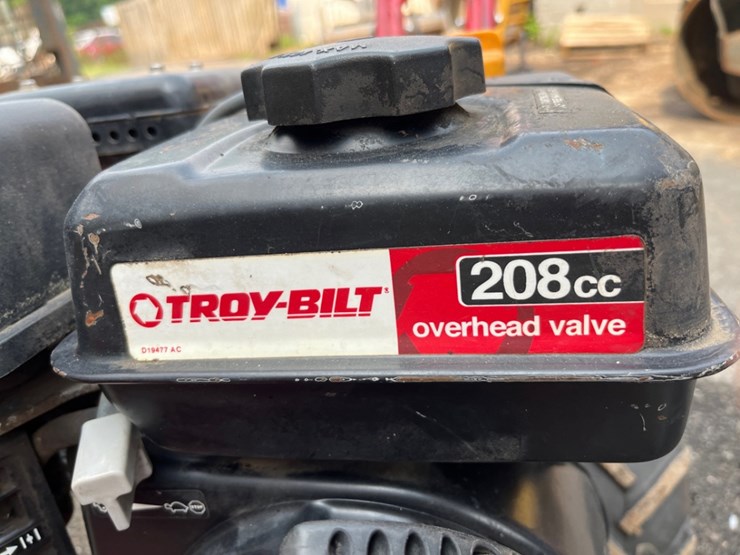 TROY-BILT
D19477 AC
208cc
overhead valve